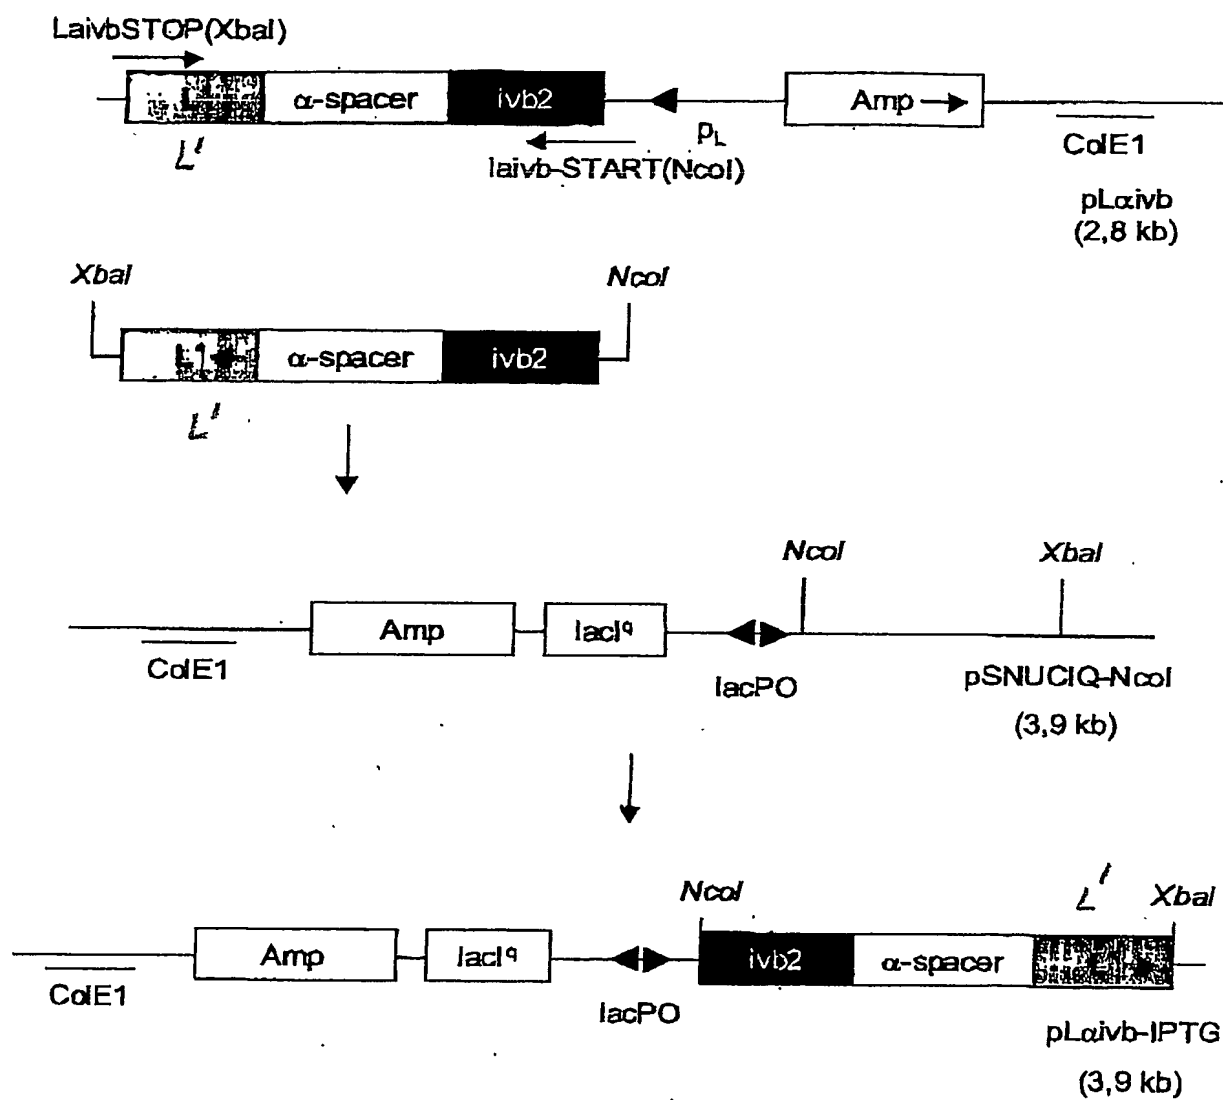 LaivbSTOP(XbaI)
α-spacer ivb2 Amp
L' pL ColE1
laivb-START(NcoI)
pLαivb
(2,8 kb)
XbaI NcoI
L1 α-spacer ivb2
L'
NcoI XbaI
Amp lacIq
ColE1 lacPO pSNUCIQ-NcoI
(3,9 kb)
NcoI L' XbaI
Amp lacIq ivb2 α-spacer
ColE1 lacPO
pLαivb-IPTG
(3,9 kb)